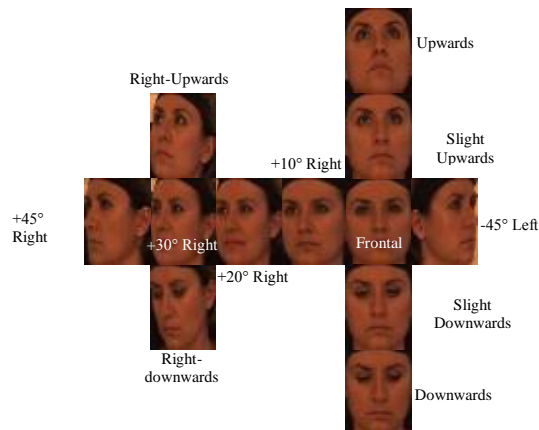 Upwards
Right-Upwards
Slight
Upwards
+10° Right
+45°
Right
+30° Right
Frontal
-45° Left
+20° Right
Slight
Downwards
Right-
downwards
Downwards